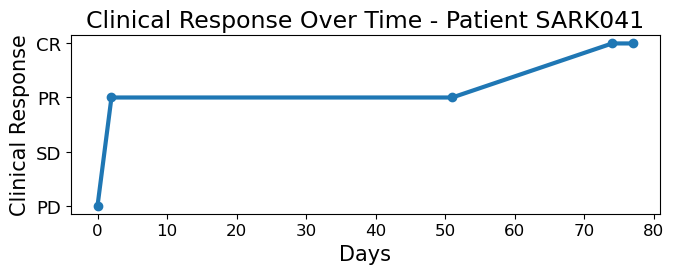 Clinical Response Over Time - Patient SARK041
Clinical Response
CR
PR
SD
PD
0 10 20 30 40 50 60 70 80
Days